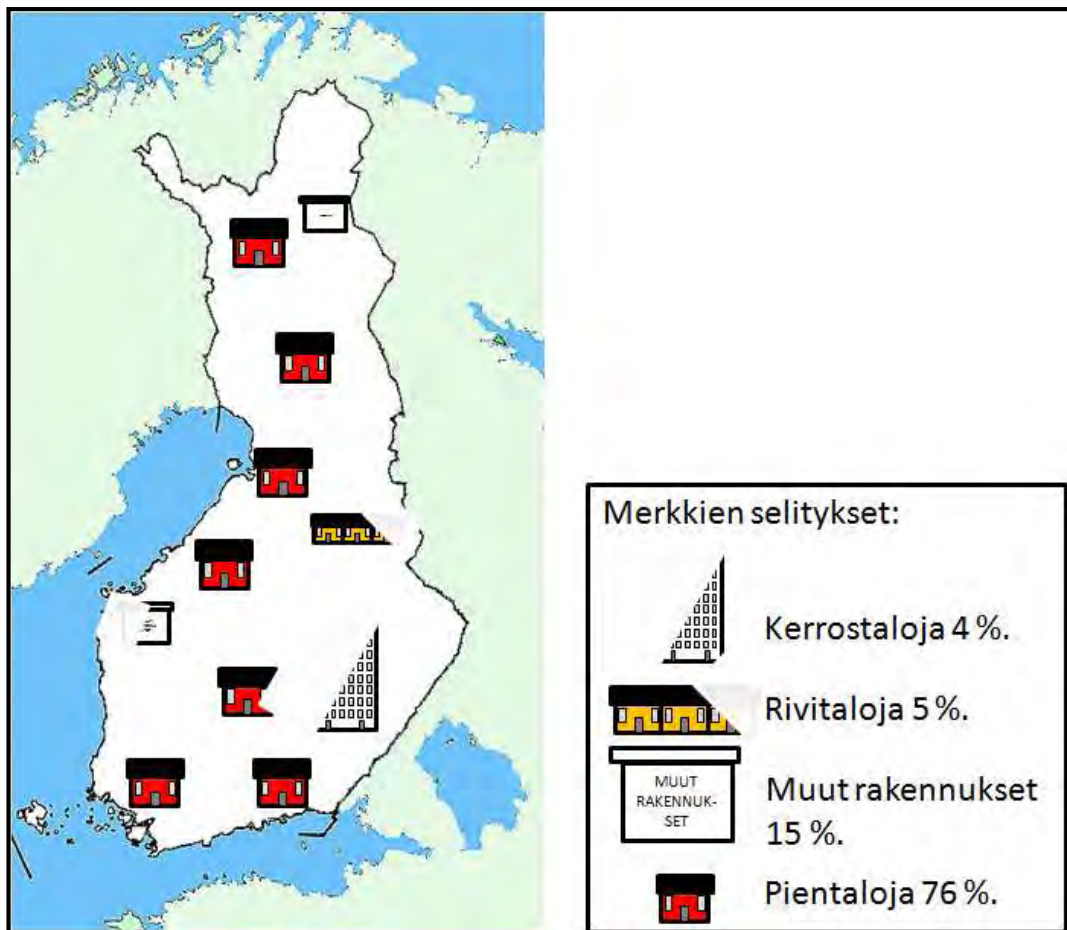 Merkkien selitykset:
Kerrostaloja 4 %.
Rivitaloja 5 %.
MUUT
RAKENNUK-
SET
Muut rakennukset
15 %.
Pientaloja 76 %.